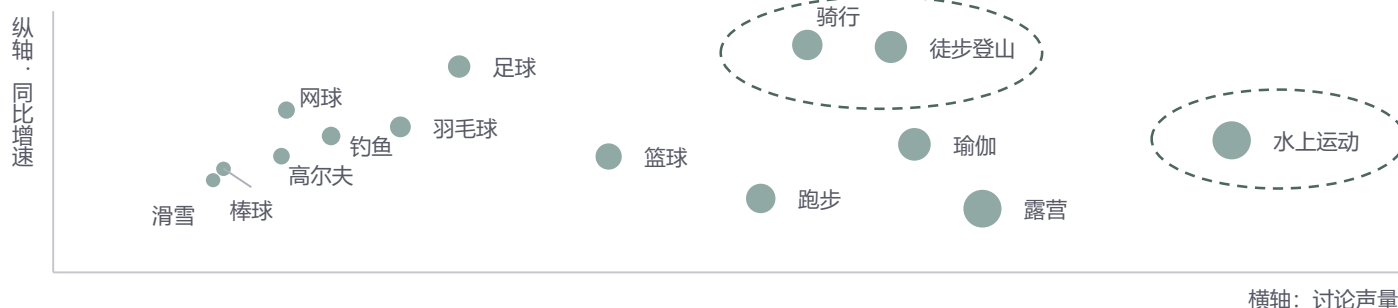 纵轴：同比增速
骑行
徒步登山
足球
网球
羽毛球
钓鱼
水上运动
瑜伽
篮球
高尔夫
跑步
滑雪
棒球
露营
横轴：讨论声量